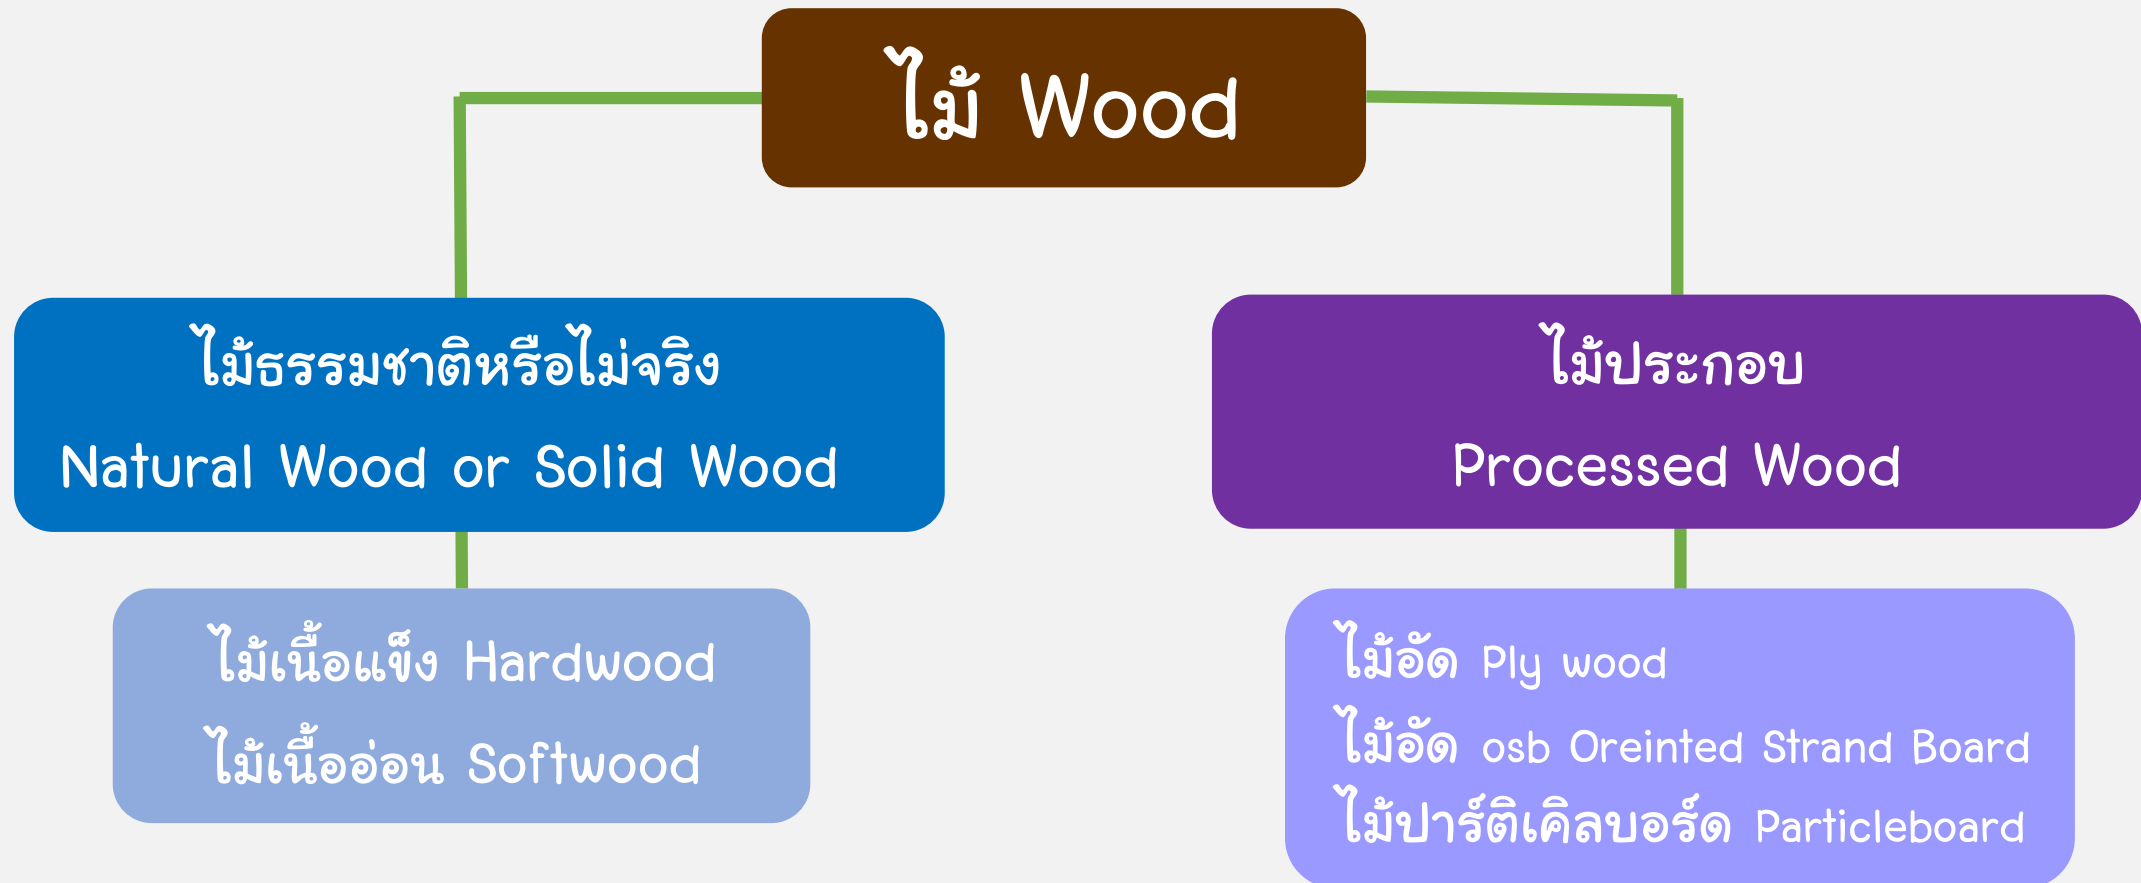 ไม้ Wood
ไม้ธรรมชาติหรือไม่จริง
Natural Wood or Solid Wood
ไม้เนื้อแข็ง Hardwood
ไม้เนื้ออ่อน Softwood
ไม้ประกอบ
Processed Wood
ไม้อัด Ply wood
ไม้อัด osb Oreinted Strand Board
ไม้ปาร์ติเคิลบอร์ด Particleboard